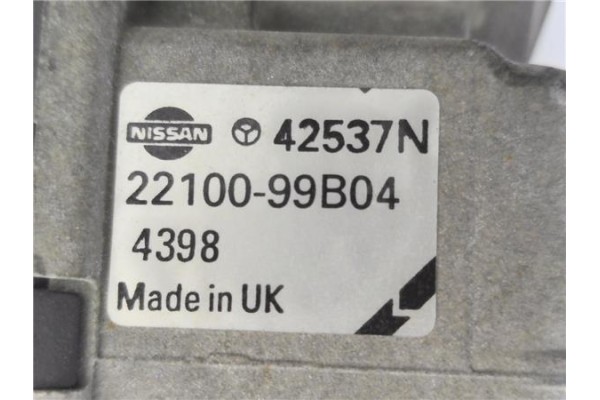 NISSAN 42537N
22100-99B04
4398
Made in UK
L